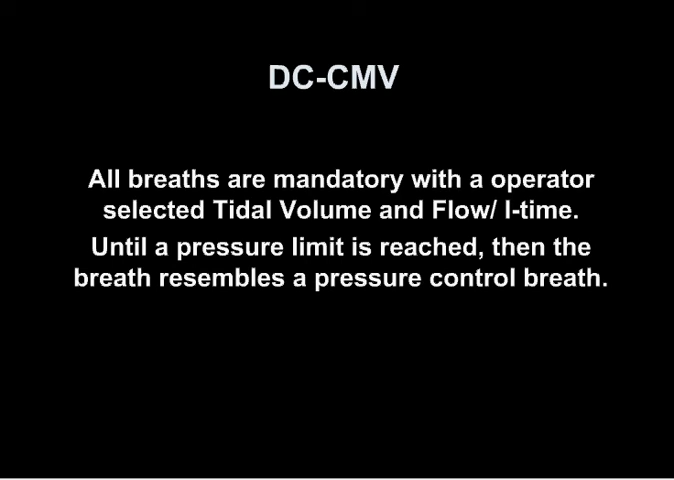 DC-CMV
All breaths are mandatory with a operator
selected Tidal Volume and Flow/ I-time.
Until a pressure limit is reached, then the
breath resembles a pressure control breath.